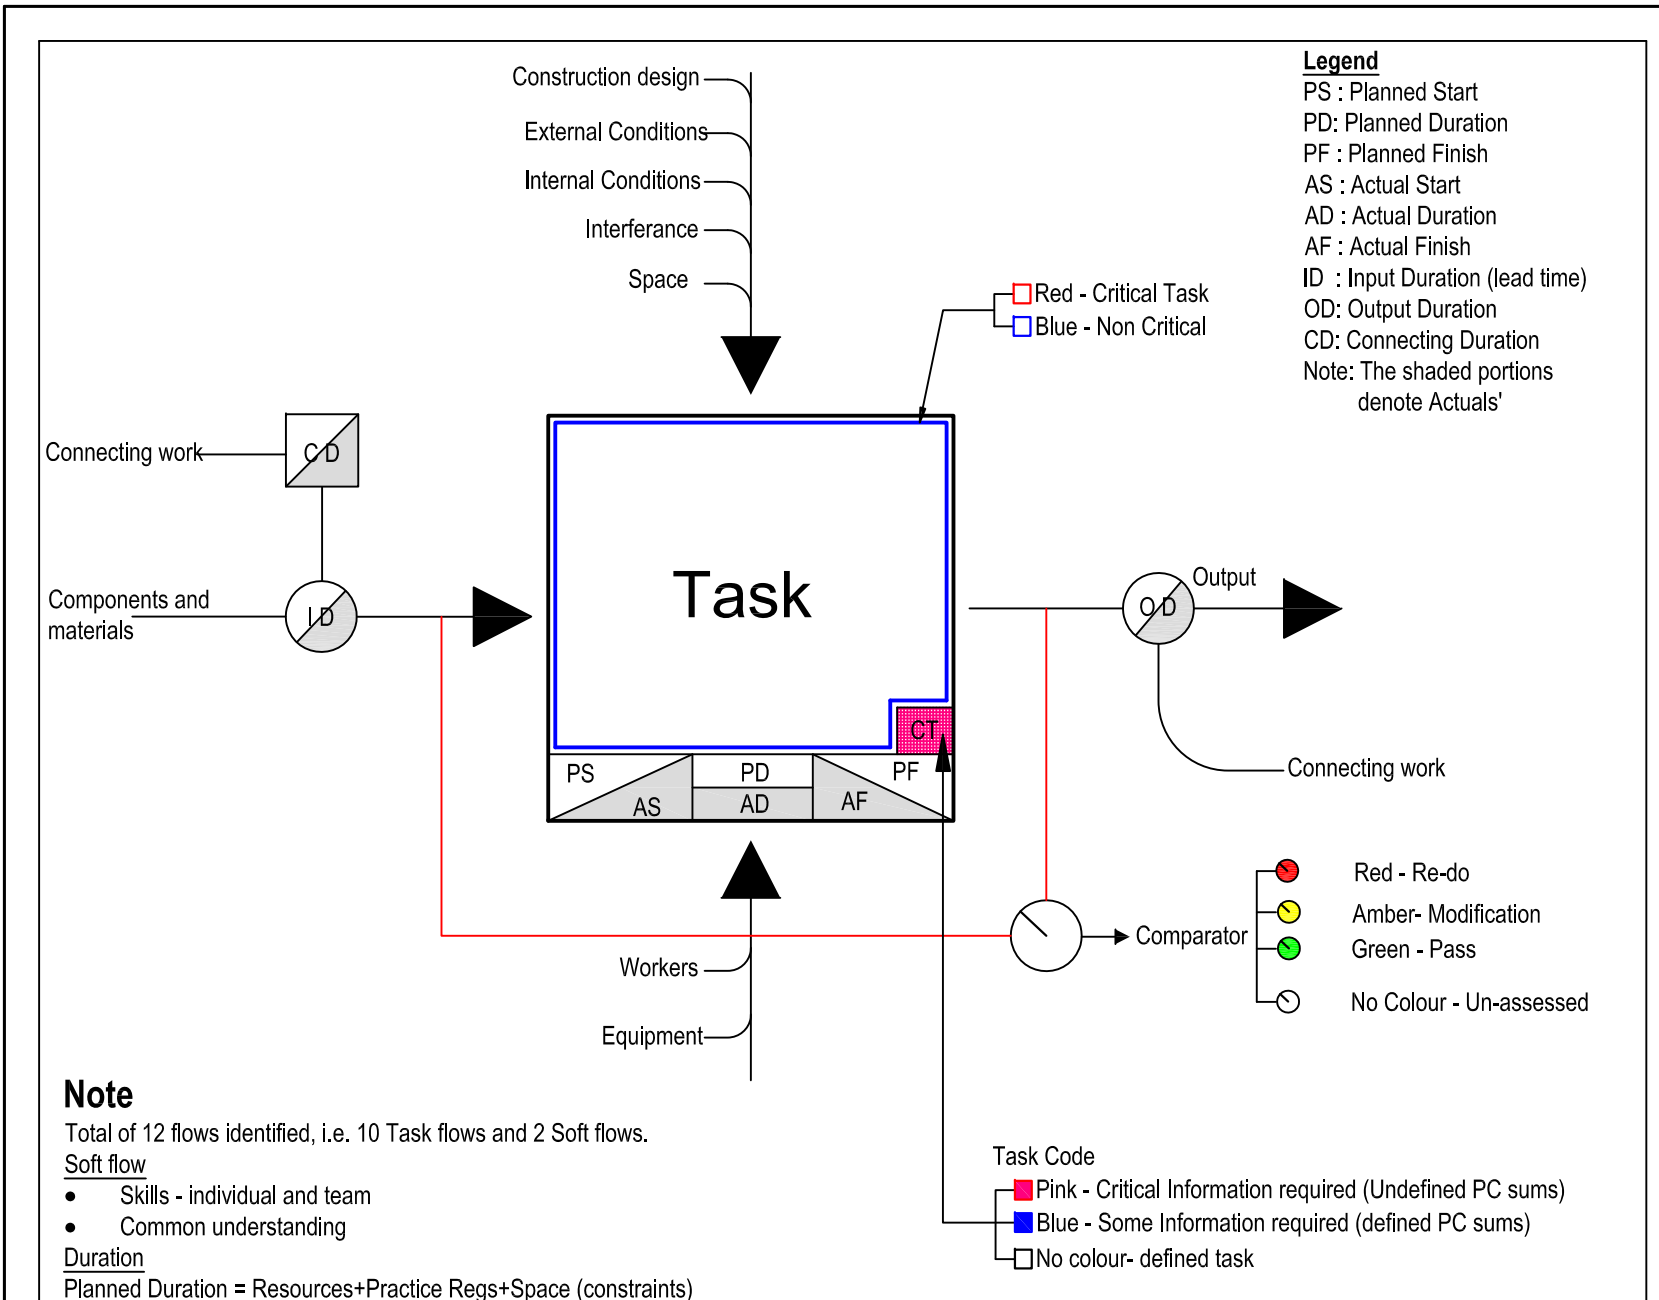 Construction design
External Conditions
Internal Conditions
Interferance
Space
Legend
PS : Planned Start
PD: Planned Duration
PF : Planned Finish
AS : Actual Start
AD : Actual Duration
AF : Actual Finish
ID : Input Duration (lead time)
OD: Output Duration
CD: Connecting Duration
Note: The shaded portions
denote Actuals'
Red - Critical Task
Blue - Non Critical
Connecting work
C D
Components and
materials
I D
Task
CT
PS
AS
PD
AD
PF
AF
O D
Output
Connecting work
Workers
Equipment
Comparator
Red - Re-do
Amber- Modification
Green - Pass
No Colour - Un-assessed
Note
Total of 12 flows identified, i.e. 10 Task flows and 2 Soft flows.
Soft flow
• Skills - individual and team
• Common understanding
Duration
Planned Duration = Resources+Practice Regs+Space (constraints)
Task Code
Pink - Critical Information required (Undefined PC sums)
Blue - Some Information required (defined PC sums)
No colour- defined task